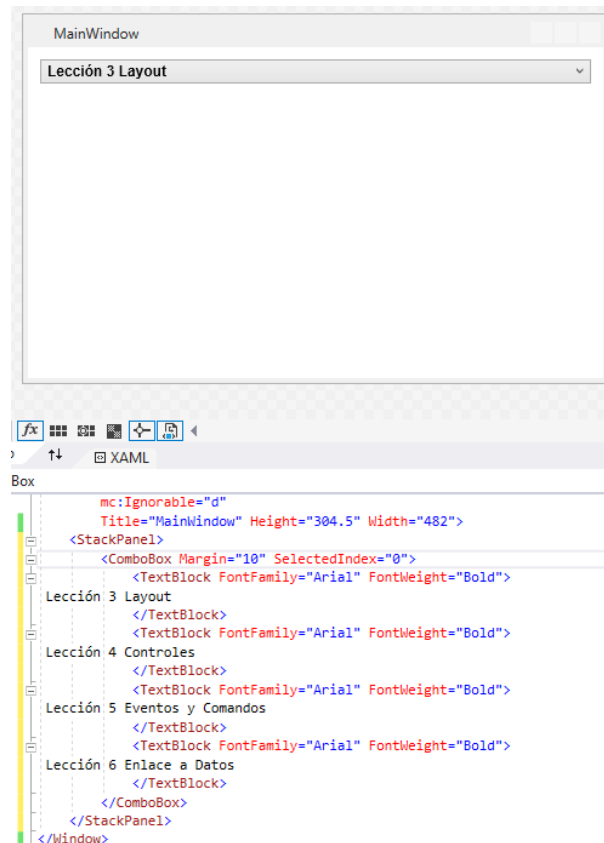 MainWindow
Lección 3 Layout
fx
XAML
Box
mc:Ignorable="d"
Title="MainWindow" Height="304.5" Width="482">
<StackPanel>
<ComboBox Margin="10" SelectedIndex="0">
<TextBlock FontFamily="Arial" FontWeight="Bold">
Lección 3 Layout
</TextBlock>
<TextBlock FontFamily="Arial" FontWeight="Bold">
Lección 4 Controles
</TextBlock>
<TextBlock FontFamily="Arial" FontWeight="Bold">
Lección 5 Eventos y Comandos
</TextBlock>
<TextBlock FontFamily="Arial" FontWeight="Bold">
Lección 6 Enlace a Datos
</TextBlock>
</ComboBox>
</StackPanel>
</Window>